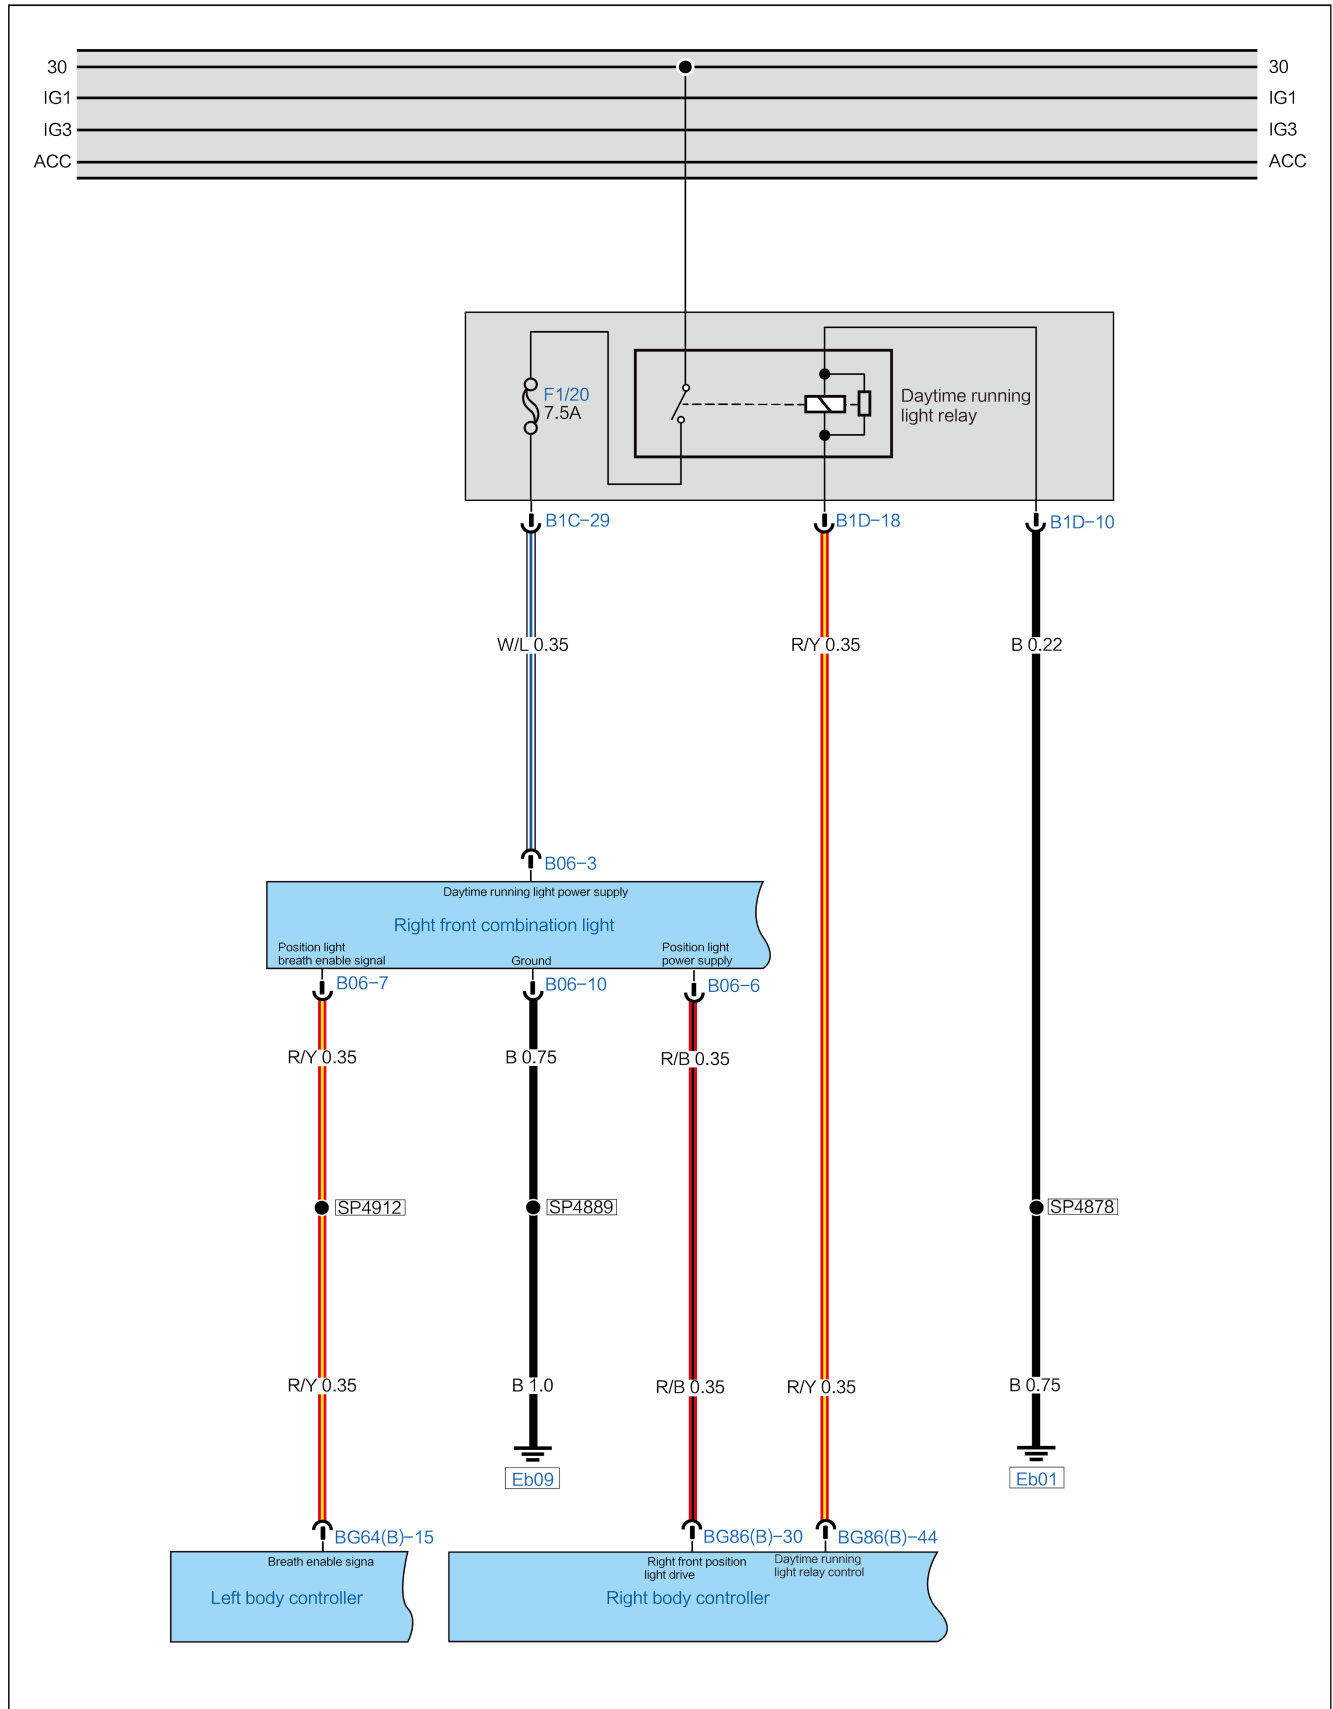 30 30
IG1 IG1
IG3 IG3
ACC ACC
F1/20
7.5A
Daytime running
light relay
B1C-29 B1D-18 B1D-10
W/L 0.35 R/Y 0.35 B 0.22
B06-3
Daytime running light power supply
Right front combination light
Position light
breath enable signal
Ground
Position light
power supply
B06-7 B06-10 B06-6
R/Y 0.35 B 0.75 R/B 0.35
SP4912 SP4889 SP4878
R/Y 0.35 B 1.0 R/B 0.35 R/Y 0.35 B 0.75
Eb09 Eb01
BG64(B)-15 BG86(B)-30 BG86(B)-44
Breath enable signa
Left body controller
Right front position
light drive
Daytime running
light relay control
Right body controller